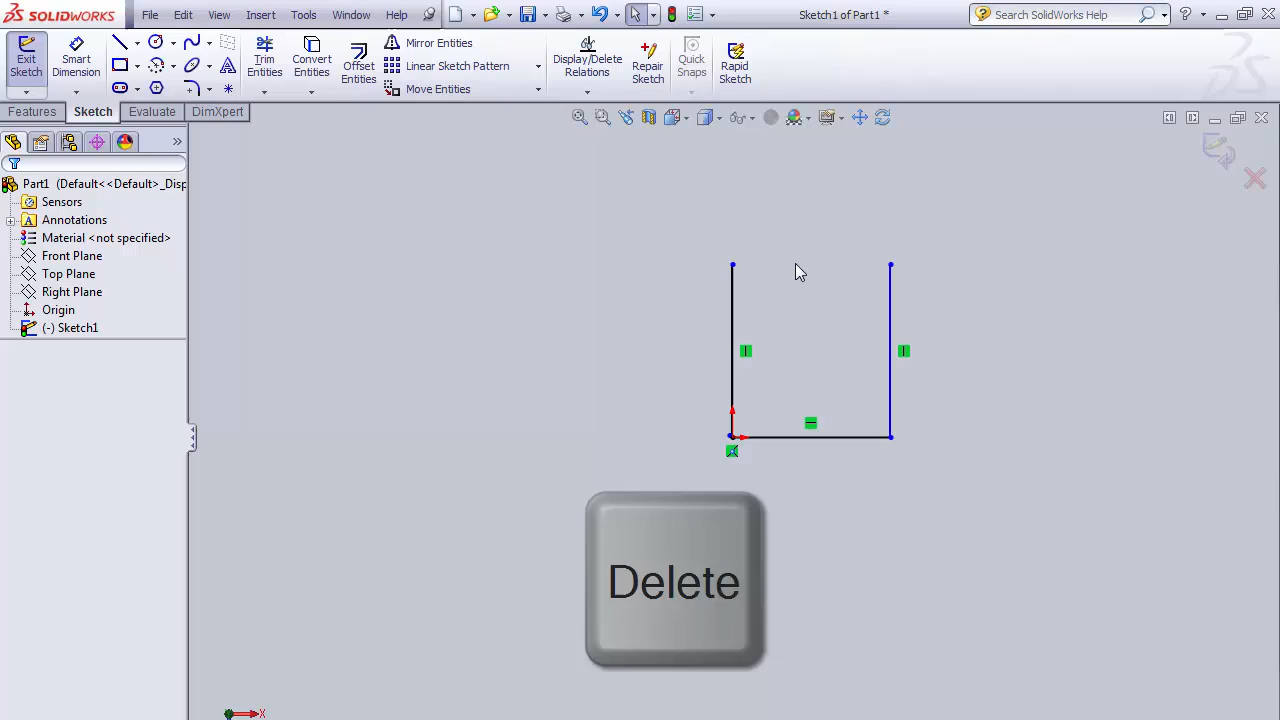 SOLIDWORKS
File Edit View Insert Tools Window Help
Sketch1 of Part1 *
Search SolidWorks Help
Exit Sketch
Smart Dimension
Trim Entities
Convert Entities
Offset Entities
Mirror Entities
Linear Sketch Pattern
Move Entities
Display/Delete Relations
Repair Sketch
Quick Snaps
Rapid Sketch
Features Sketch Evaluate DimXpert
Part1 (Default<<Default>_Disp
Sensors
Annotations
Material <not specified>
Front Plane
Top Plane
Right Plane
Origin
(-) Sketch1
Delete
X